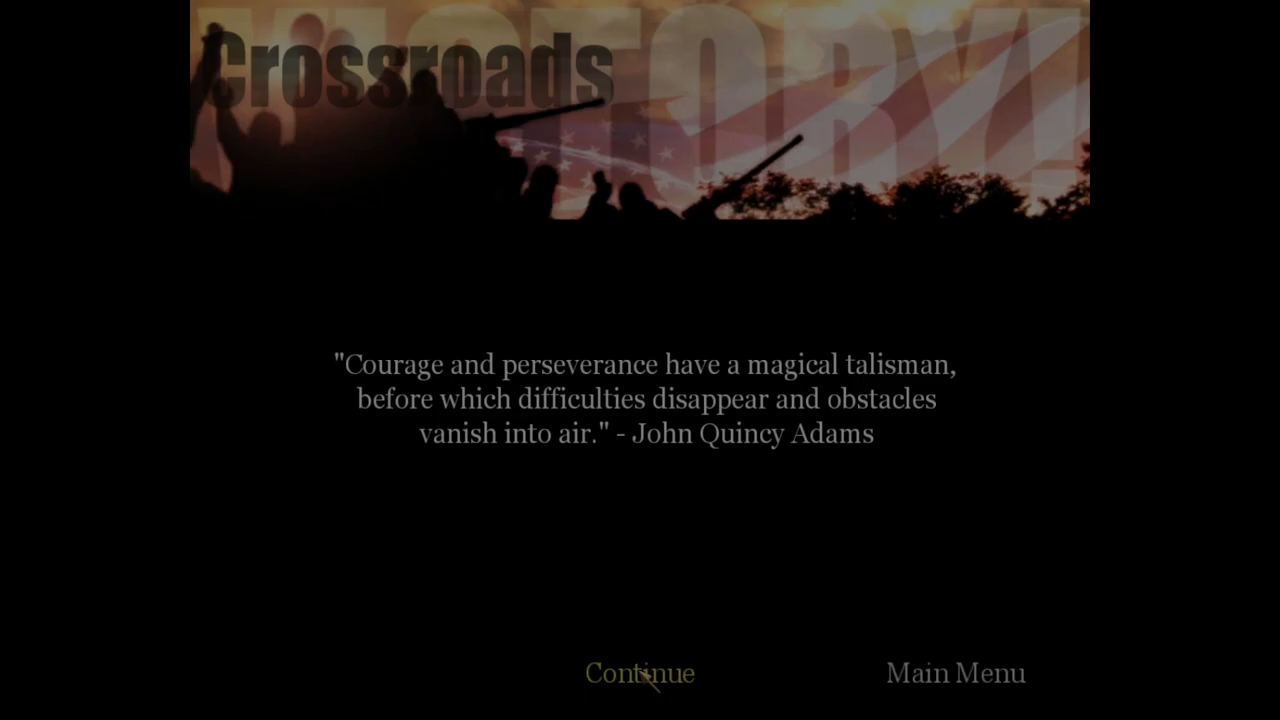 VICTORY!
Crossroads
"Courage and perseverance have a magical talisman,
before which difficulties disappear and obstacles
vanish into air." - John Quincy Adams
Continue
Main Menu